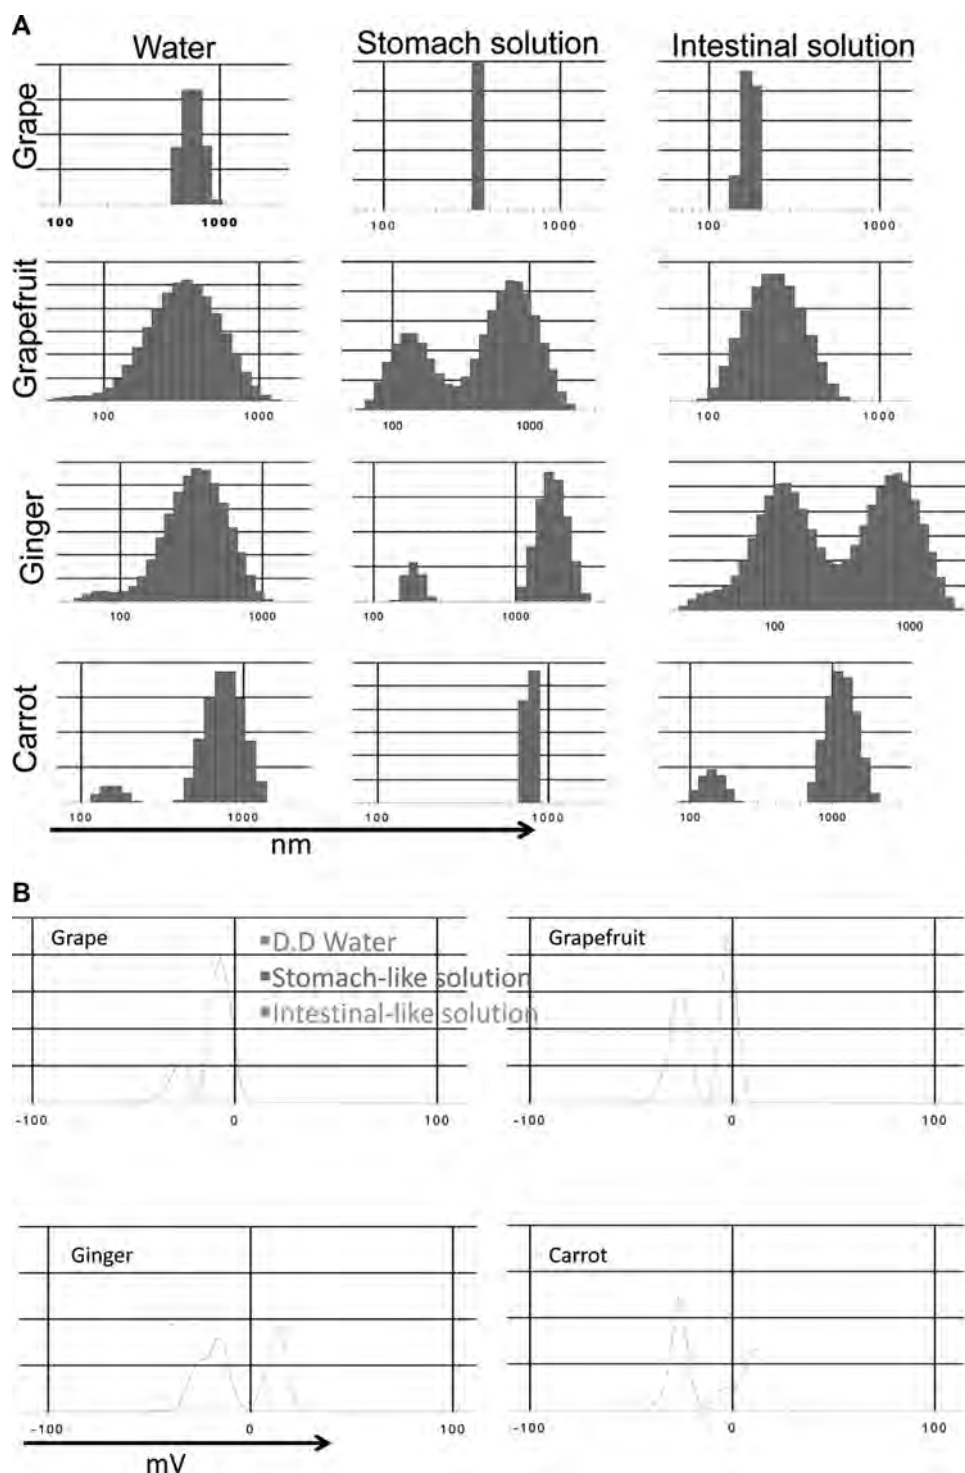 A
Water
Stomach solution
Intestinal solution
Grape
100 1000
100 1000
100 1000
Grapefruit
100 1000
100 1000
100 1000
Ginger
100 1000
100 1000
100 1000
Carrot
100 1000
100 1000
100 1000
nm
B
Grape
D.D Water
Stomach-like solution
Intestinal-like solution
-100 0 100
Grapefruit
-100 0 100
Ginger
-100 0 100
Carrot
-100 0 100
mV